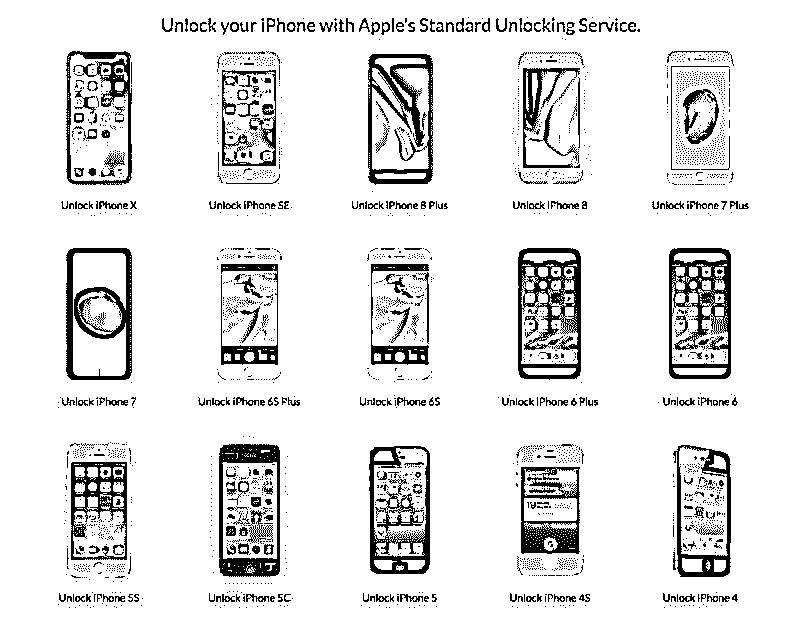 Unlock your iPhone with Apple's Standard Unlocking Service.
Unlock iPhone X
Unlock iPhone SE
Unlock iPhone 8 Plus
Unlock iPhone 8
Unlock iPhone 7 Plus
Unlock iPhone 7
Unlock iPhone 6S Plus
Unlock iPhone 6S
Unlock iPhone 6 Plus
Unlock iPhone 6
Unlock iPhone 5S
Unlock iPhone 5C
Unlock iPhone 5
Unlock iPhone 4S
Unlock iPhone 4